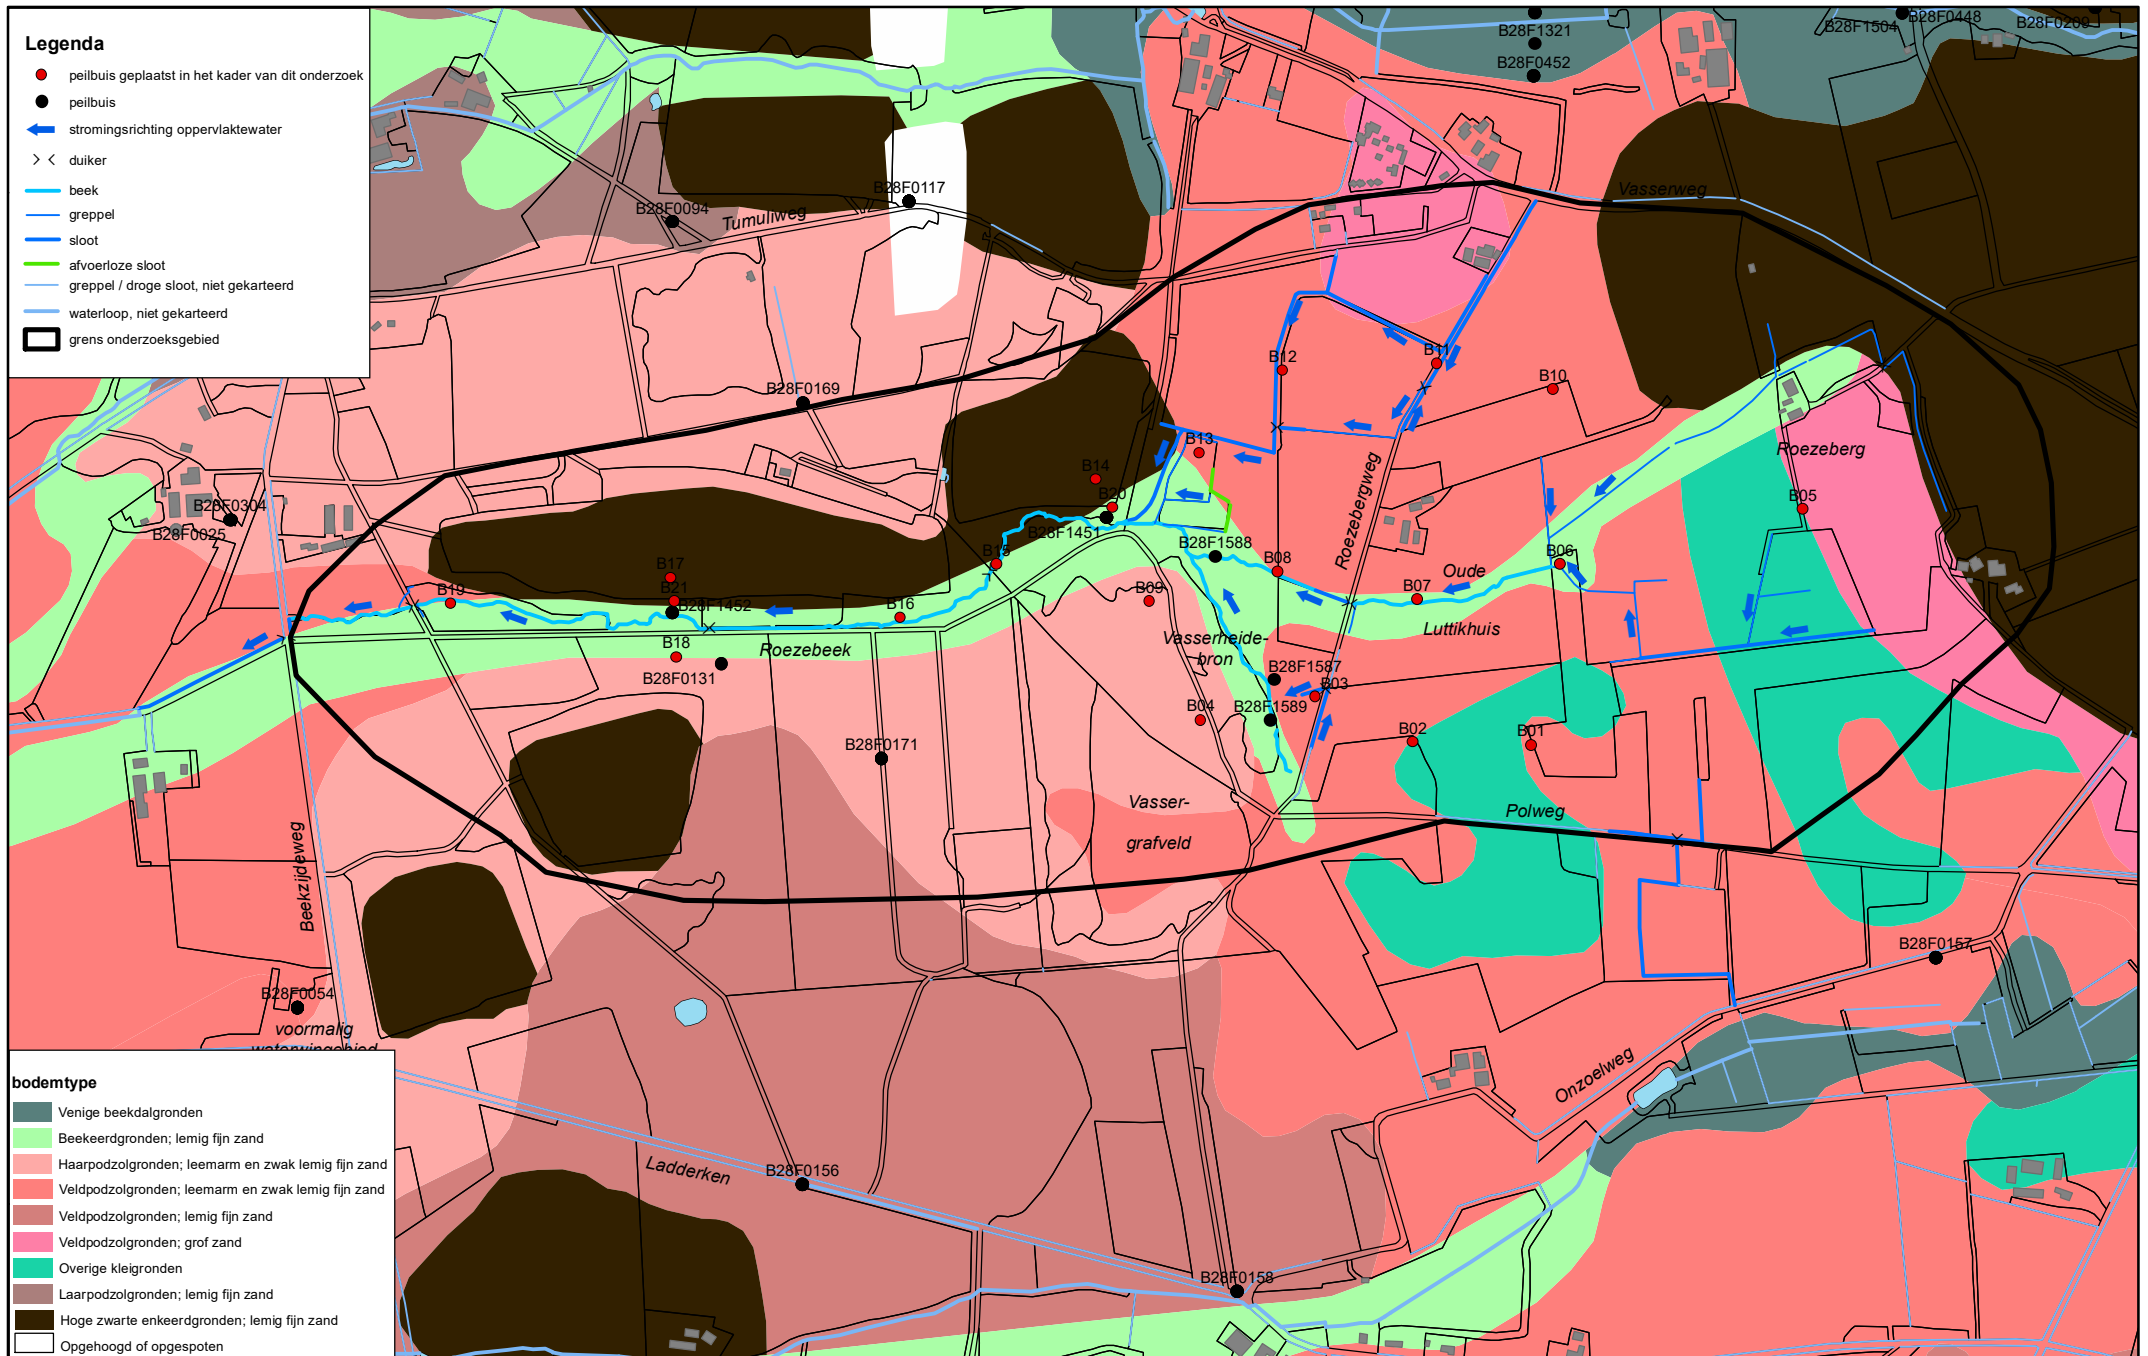 Legenda
peilbuis geplaatst in het kader van dit onderzoek
peilbuis
stromingsrichting oppervlaktewater
duiker
beek
greppel
sloot
afvoerloze sloot
greppel / droge sloot, niet gekarteerd
waterloop, niet gekarteerd
grens onderzoeksgebied
B28F1321
B28F0452
B28F1504
B28F0448
B28F0209
B28F0117
B28F0094
Tumuliweg
Vasserweg
B28F0169
B12
B11
B10
B13
B14
B20
B28F1451
B28F1588
Roezebergweg
Roezeberg
B05
B28F0304
B28F0025
B15
B17
B21
B28F1452
B19
B16
B09
B08
Oude
B07
B06
Luttikhuis
B18
B28F0131
Roezebeek
Vasserheide-
bron
B28F1587
B03
B28F1589
B04
B02
B01
B28F0171
Vasser-
grafveld
Polweg
Beekzijdeweg
B28F0157
B28F0054
voormalig
waterwingebied
Onzoelweg
Ladderken
B28F0156
B28F0158
bodemtype
Venige beekdalgronden
Beekeerdgronden; lemig fijn zand
Haarpodzolgronden; leemarm en zwak lemig fijn zand
Veldpodzolgronden; leemarm en zwak lemig fijn zand
Veldpodzolgronden; lemig fijn zand
Veldpodzolgronden; grof zand
Overige kleigronden
Laarpodzolgronden; lemig fijn zand
Hoge zwarte enkeerdgronden; lemig fijn zand
Opgehoogd of opgespoten